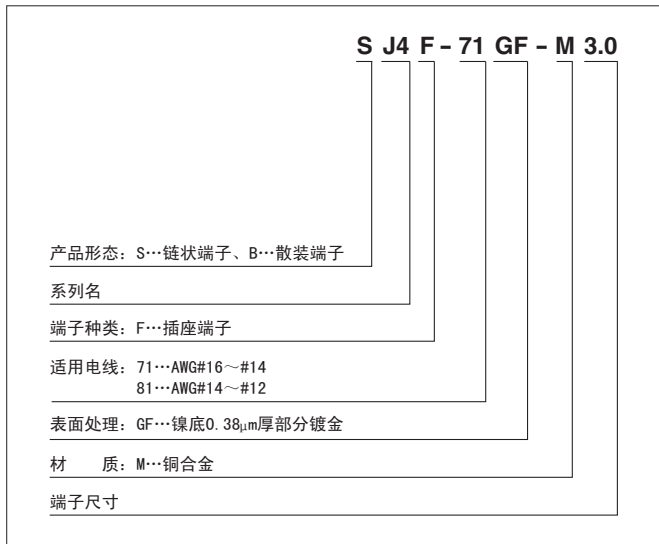 S J4 F - 71 GF - M 3.0
产品形态: S…链状端子、B…散装端子
系列名
端子种类: F…插座端子
适用电线: 71…AWG#16～#14
81…AWG#14～#12
表面处理: GF…镍底0.38μm厚部分镀金
材　　质: M…铜合金
端子尺寸